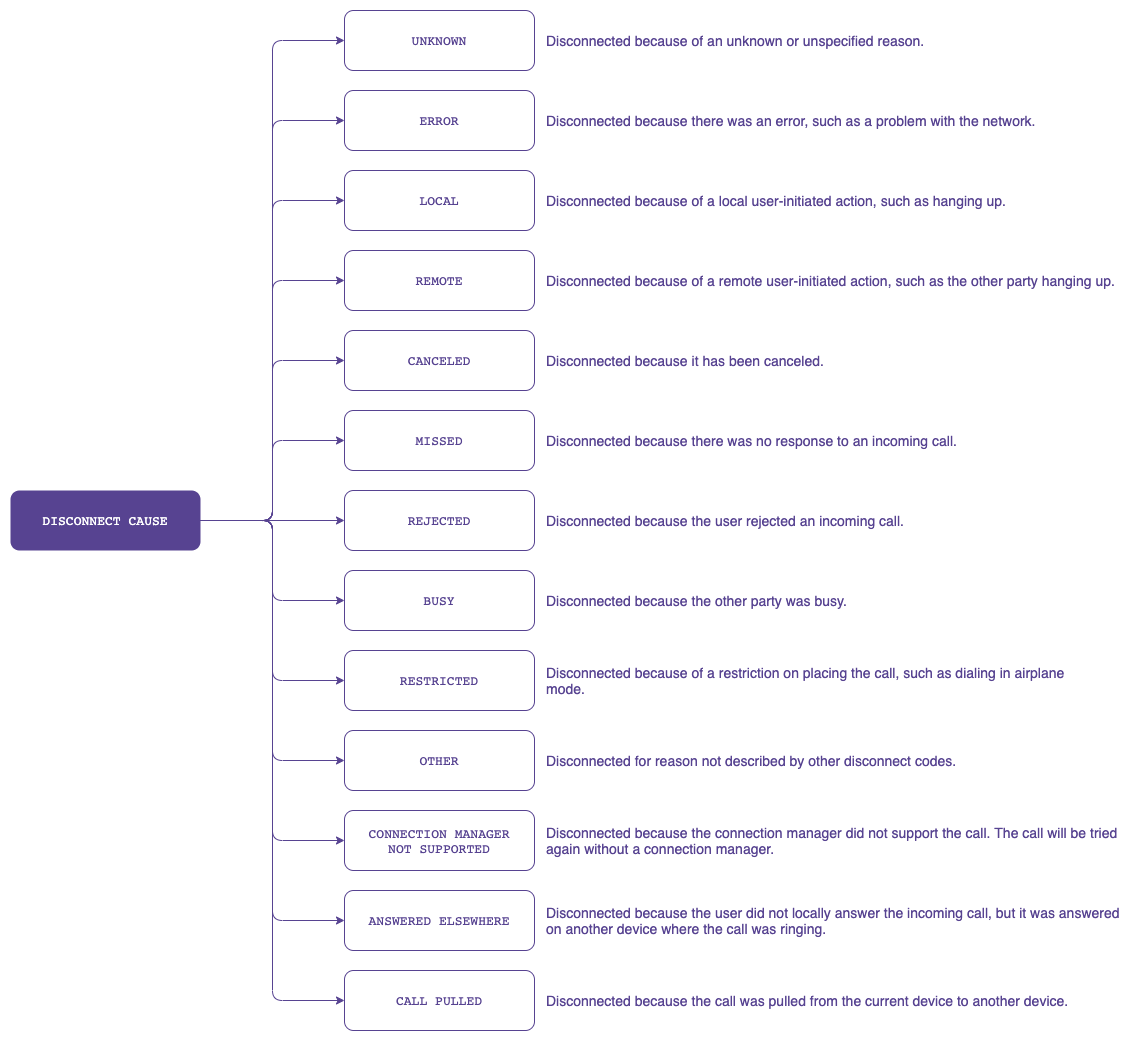 UNKNOWN
Disconnected because of an unknown or unspecified reason.
ERROR
Disconnected because there was an error, such as a problem with the network.
LOCAL
Disconnected because of a local user-initiated action, such as hanging up.
REMOTE
Disconnected because of a remote user-initiated action, such as the other party hanging up.
CANCELED
Disconnected because it has been canceled.
MISSED
Disconnected because there was no response to an incoming call.
DISCONNECT CAUSE
REJECTED
Disconnected because the user rejected an incoming call.
BUSY
Disconnected because the other party was busy.
RESTRICTED
Disconnected because of a restriction on placing the call, such as dialing in airplane
mode.
OTHER
Disconnected for reason not described by other disconnect codes.
CONNECTION MANAGER
NOT SUPPORTED
Disconnected because the connection manager did not support the call. The call will be tried
again without a connection manager.
ANSWERED ELSEWHERE
Disconnected because the user did not locally answer the incoming call, but it was answered
on another device where the call was ringing.
CALL PULLED
Disconnected because the call was pulled from the current device to another device.